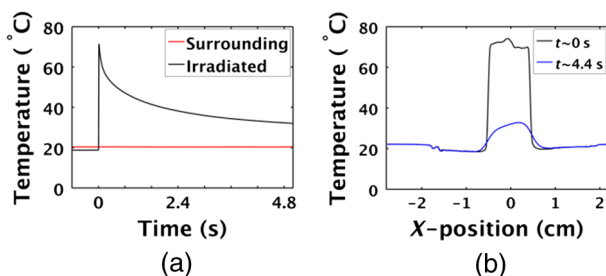 Temperature (°C)
80
60
40
20
0
Surrounding
Irradiated
0
2.4
4.8
Time (s)
(a)
Temperature (°C)
80
60
40
20
0
t~0 s
t~4.4 s
-2
-1
0
1
2
X-position (cm)
(b)